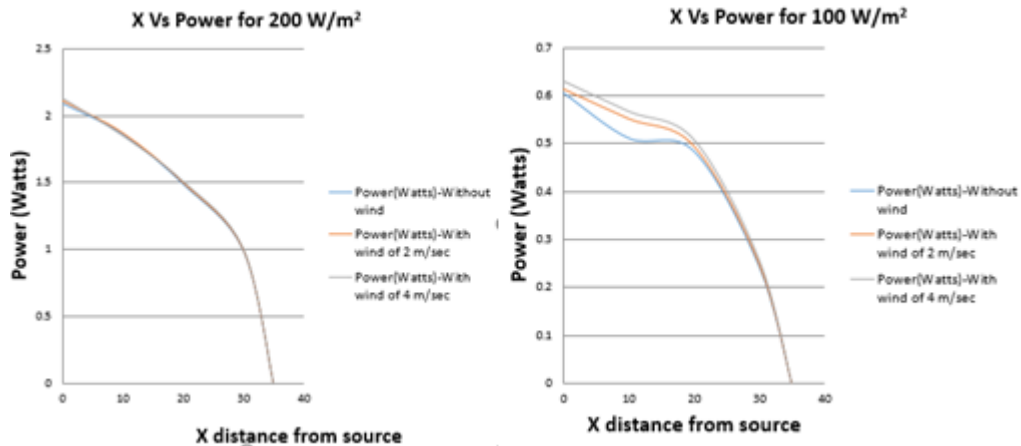 X Vs Power for 200 W/m²
2.5
2
1.5
1
0.5
0
0 10 20 30 40
Power (Watts)
X distance from source
Power(Watts)-Without
wind
Power(Watts)-With
wind of 2 m/sec
Power(Watts)-With
wind of 4 m/sec
X Vs Power for 100 W/m²
0.7
0.6
0.5
0.4
0.3
0.2
0.1
0
0 10 20 30 40
Power (Watts)
X distance from source
Power(Watts)-Without
wind
Power(Watts)-With
wind of 2 m/sec
Power(Watts)-With
wind of 4 m/sec